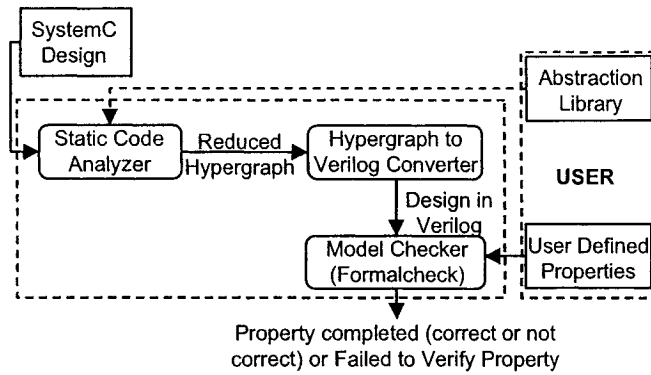 SystemC
Design
Abstraction
Library
Static Code
Analyzer
Reduced
Hypergraph
Hypergraph to
Verilog Converter
USER
Design in
Verilog
Model Checker
(Formalcheck)
User Defined
Properties
Property completed (correct or not
correct) or Failed to Verify Property